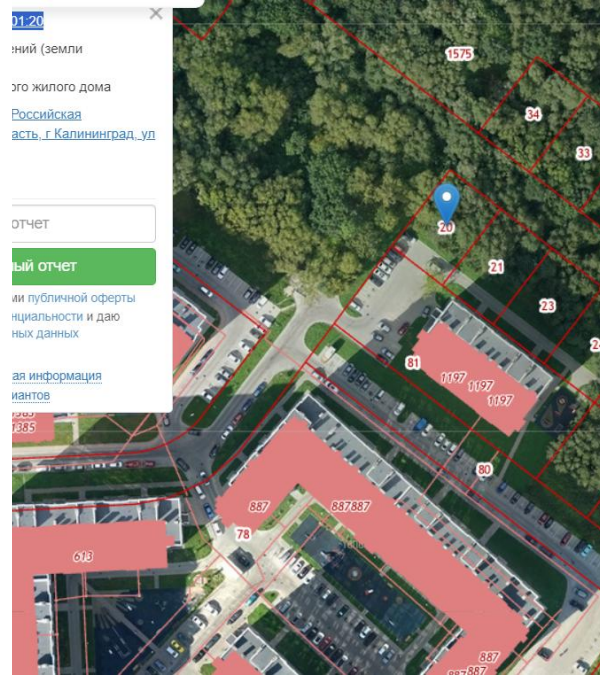 01:20
×
ений (земли
ого жилого дома
Российская
асть, г Калининград, ул
отчет
ый отчет
ми публичной оферты
нциальности и даю
ных данных
ая информация
иантов
1575
34
33
20
21
23
81
1197
1197
1197
80
1385
887
887887
78
613
887
887887